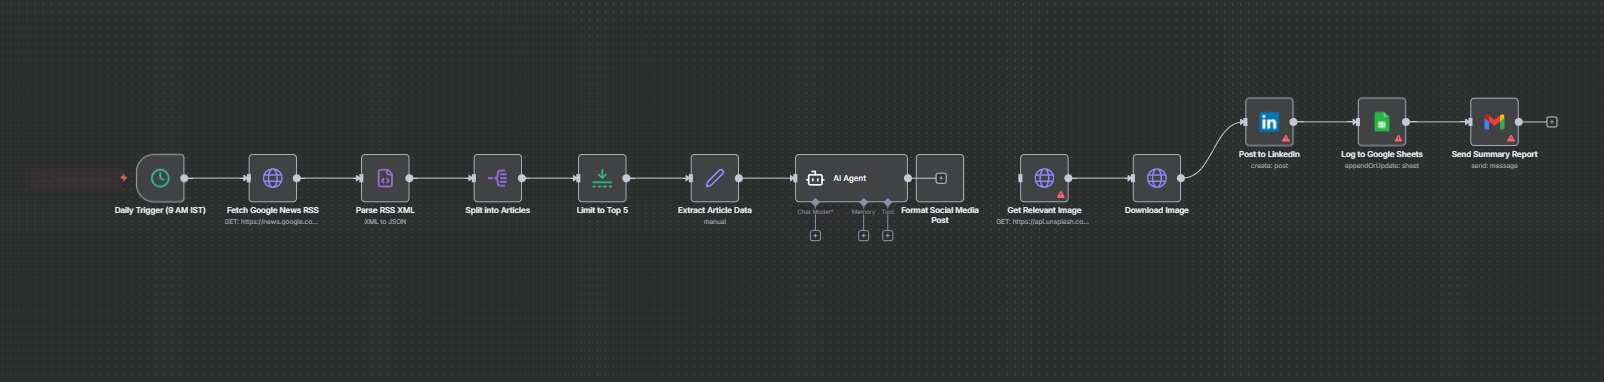 Daily Trigger (9 AM IST)
Fetch Google News RSS
GET: https://news.google.co...
Parse RSS XML
XML to JSON
Split into Articles
Limit to Top 5
Extract Article Data
manual
AI Agent
Chat Model*
Memory
Tool
Format Social Media
Post
Get Relevant Image
GET: https://api.unsplash.co...
Download Image
in
Post to LinkedIn
create: post
Log to Google Sheets
appendOrUpdate: sheet
Send Summary Report
send: message